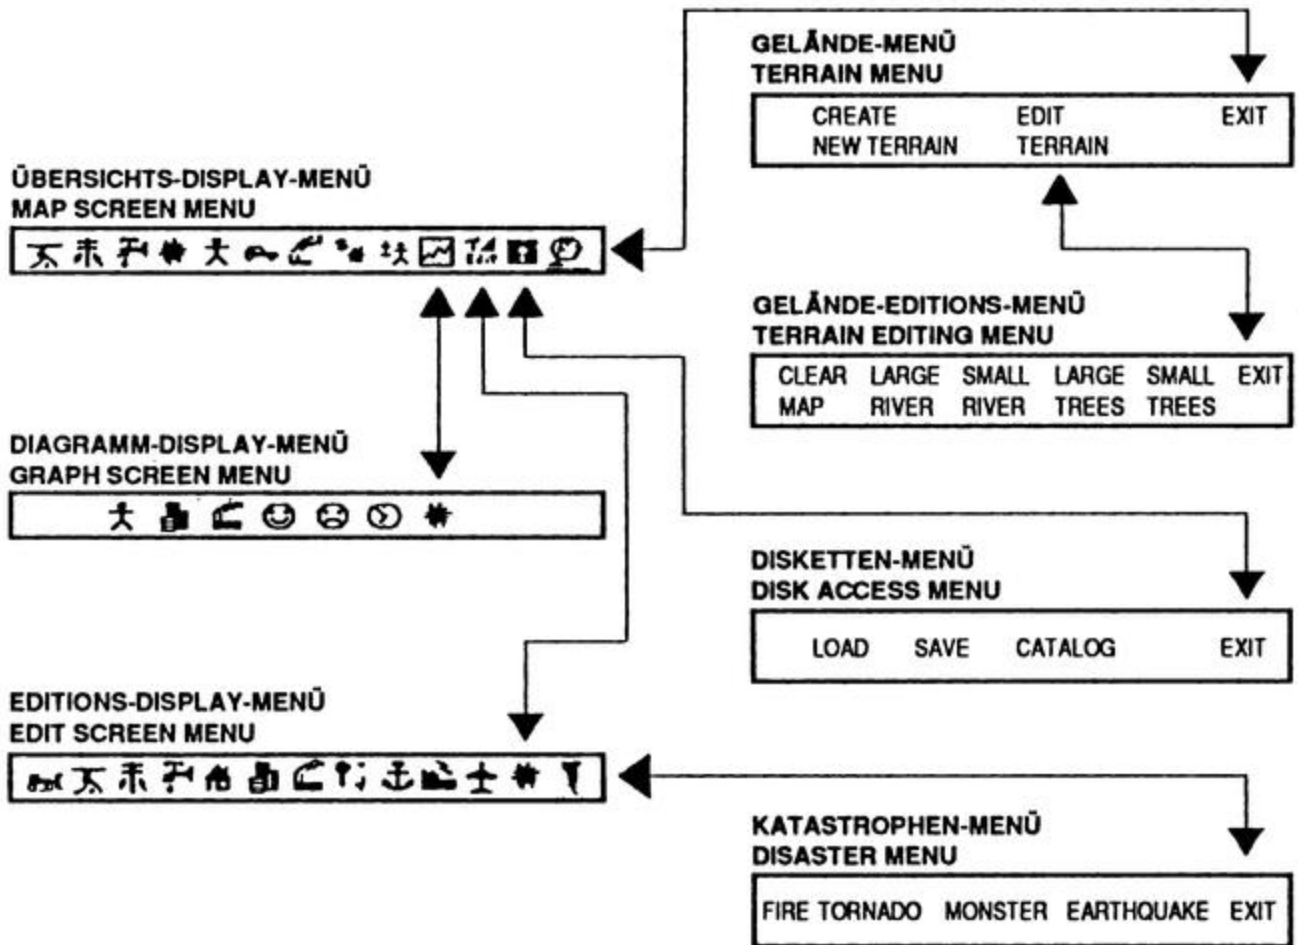 GELÄNDE-MENÜ
TERRAIN MENU
CREATE EDIT EXIT
NEW TERRAIN TERRAIN
ÜBERSICHTS-DISPLAY-MENÜ
MAP SCREEN MENU
GELÄNDE-EDITIONS-MENÜ
TERRAIN EDITING MENU
CLEAR LARGE SMALL LARGE SMALL EXIT
MAP RIVER RIVER TREES TREES
DIAGRAMM-DISPLAY-MENÜ
GRAPH SCREEN MENU
DISKETTEN-MENÜ
DISK ACCESS MENU
LOAD SAVE CATALOG EXIT
EDITIONS-DISPLAY-MENÜ
EDIT SCREEN MENU
KATASTROPHEN-MENÜ
DISASTER MENU
FIRE TORNADO MONSTER EARTHQUAKE EXIT